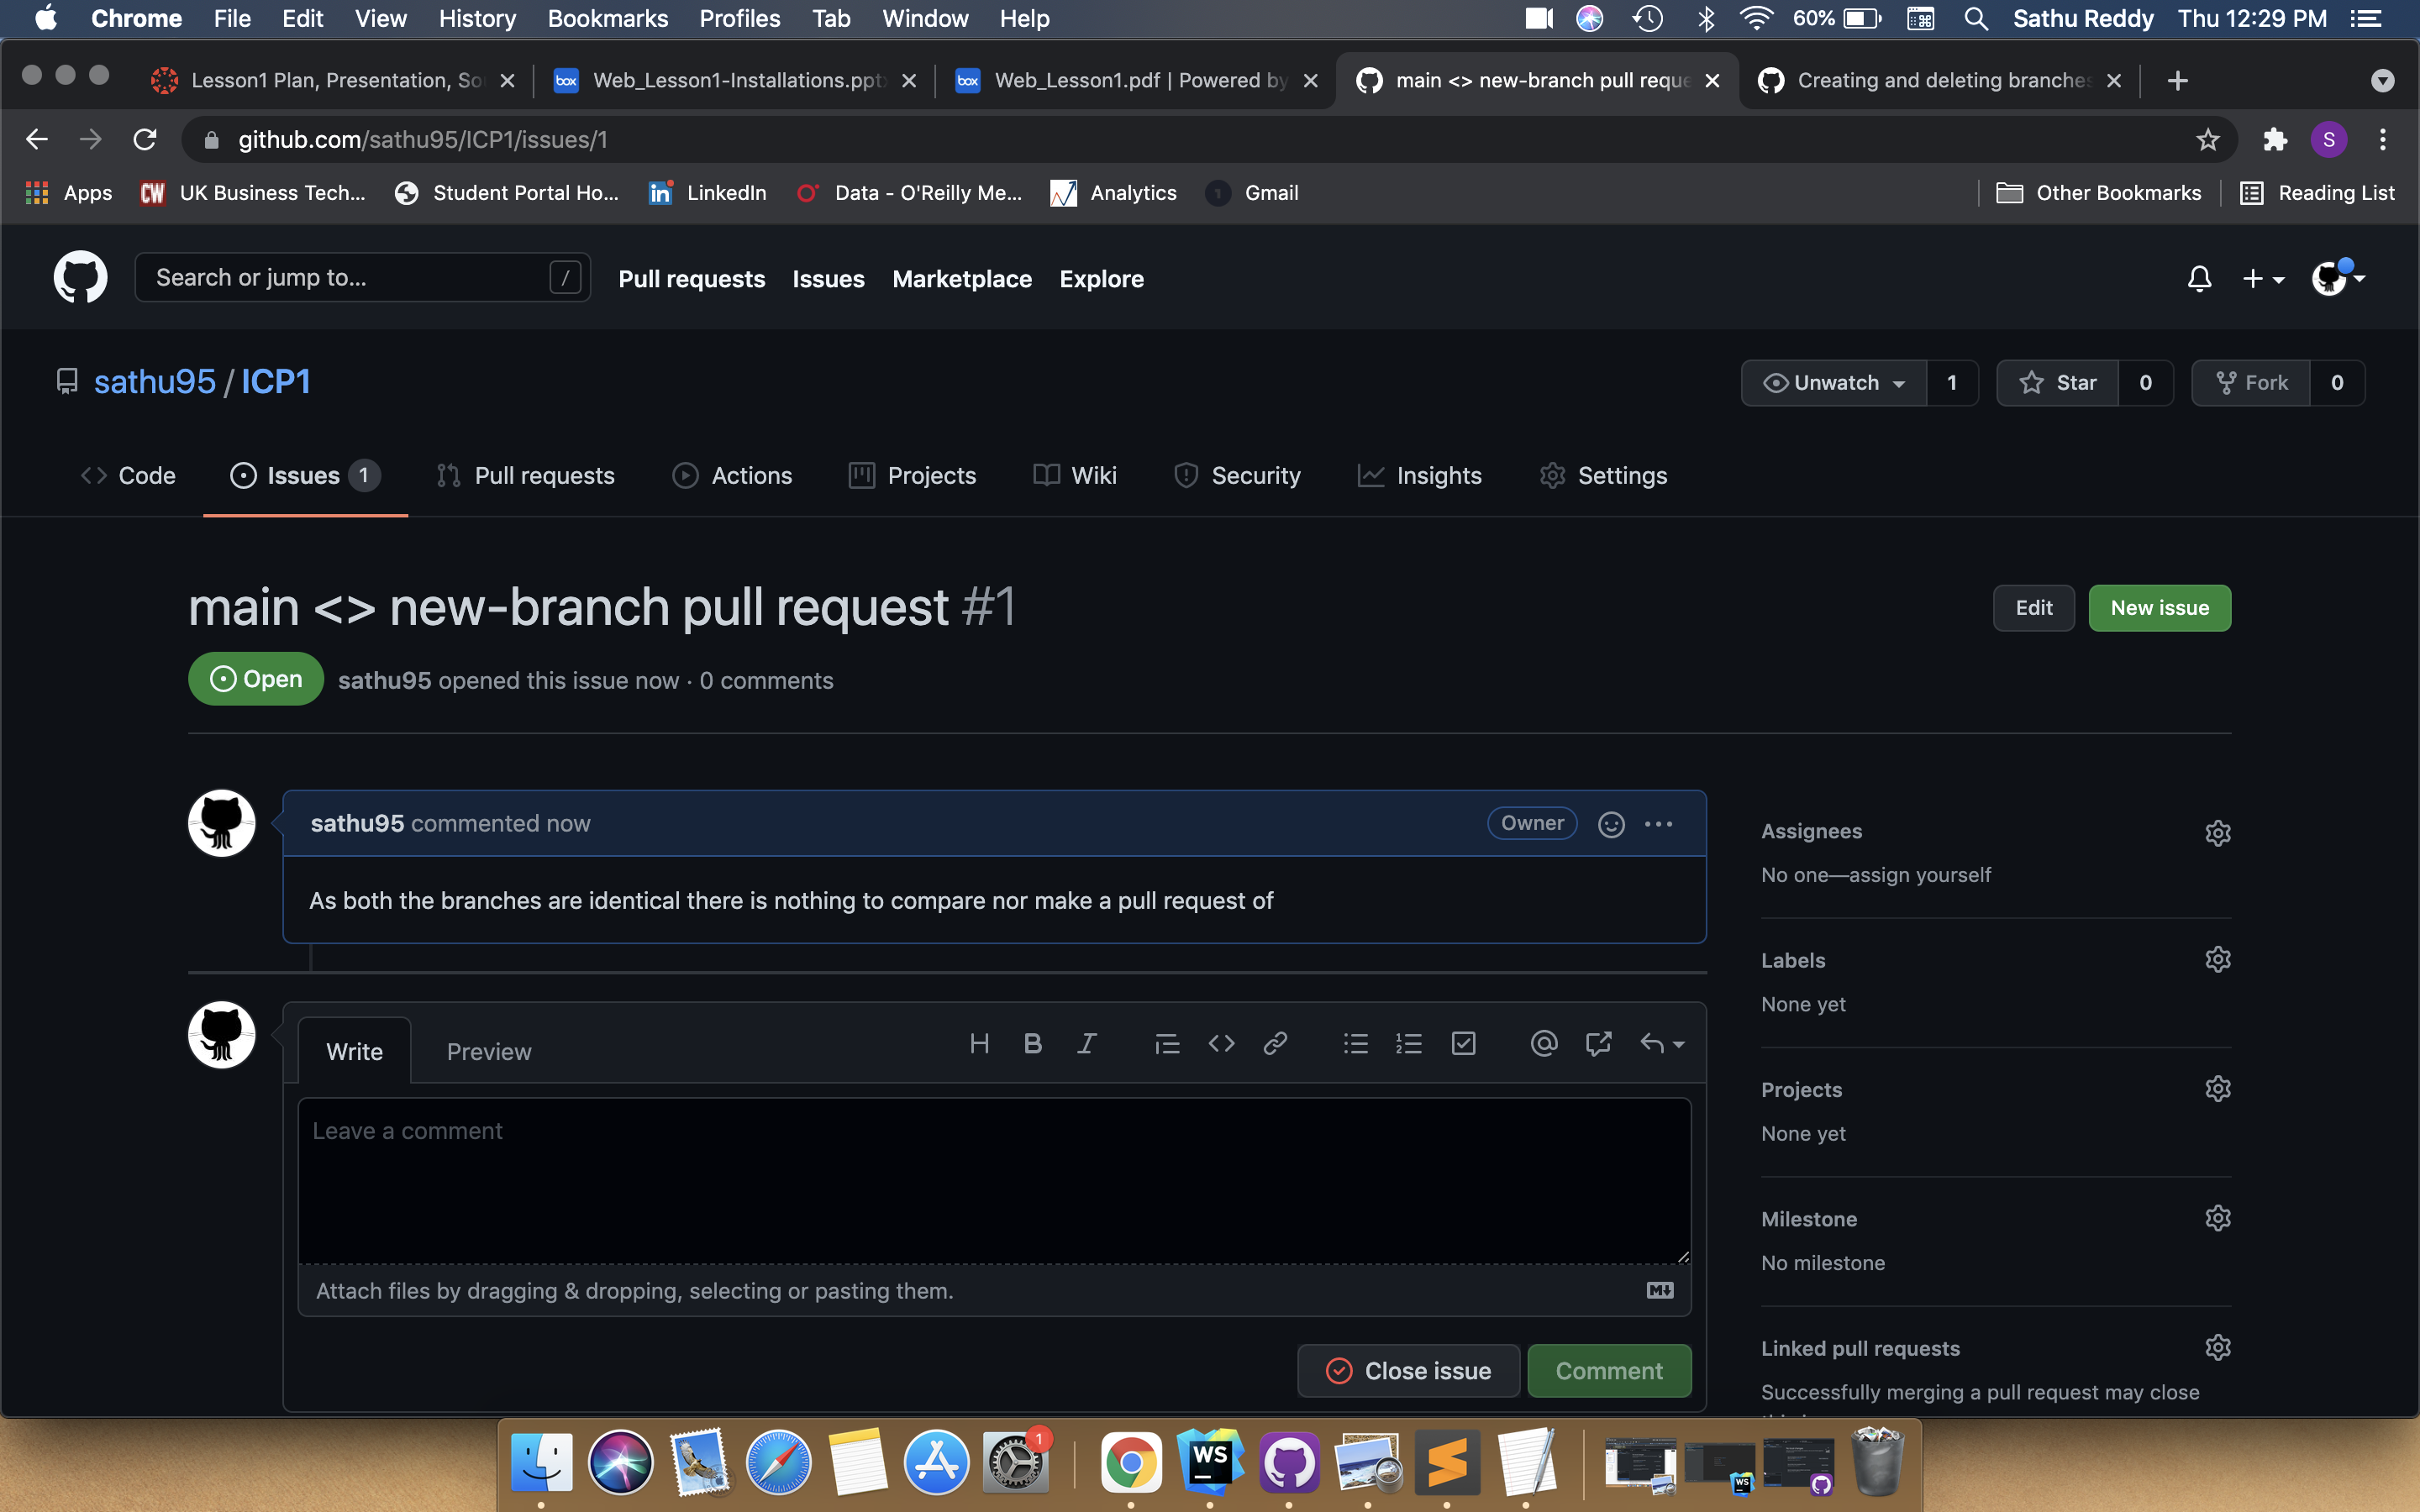 Chrome File Edit View History Bookmarks Profiles Tab Window Help 60% Sathu Reddy Thu 12:29 PM
Lesson1 Plan, Presentation, So box Web_Lesson1-Installations.ppt box Web_Lesson1.pdf | Powered by main <> new-branch pull reque Creating and deleting branches
github.com/sathu95/ICP1/issues/1 S
Apps CW UK Business Tech... Student Portal Ho... in LinkedIn Data - O'Reilly Me... Analytics Gmail Other Bookmarks Reading List
Search or jump to... / Pull requests Issues Marketplace Explore
sathu95 / ICP1 Unwatch 1 Star 0 Fork 0
Code Issues 1 Pull requests Actions Projects Wiki Security Insights Settings
main <> new-branch pull request #1 Edit New issue
Open sathu95 opened this issue now · 0 comments
sathu95 commented now Owner
Assignees
No one—assign yourself
As both the branches are identical there is nothing to compare nor make a pull request of
Labels
None yet
Write Preview H B I
Projects
None yet
Leave a comment
Milestone
No milestone
Attach files by dragging & dropping, selecting or pasting them.
Linked pull requests
Close issue Comment
Successfully merging a pull request may close
1 WS